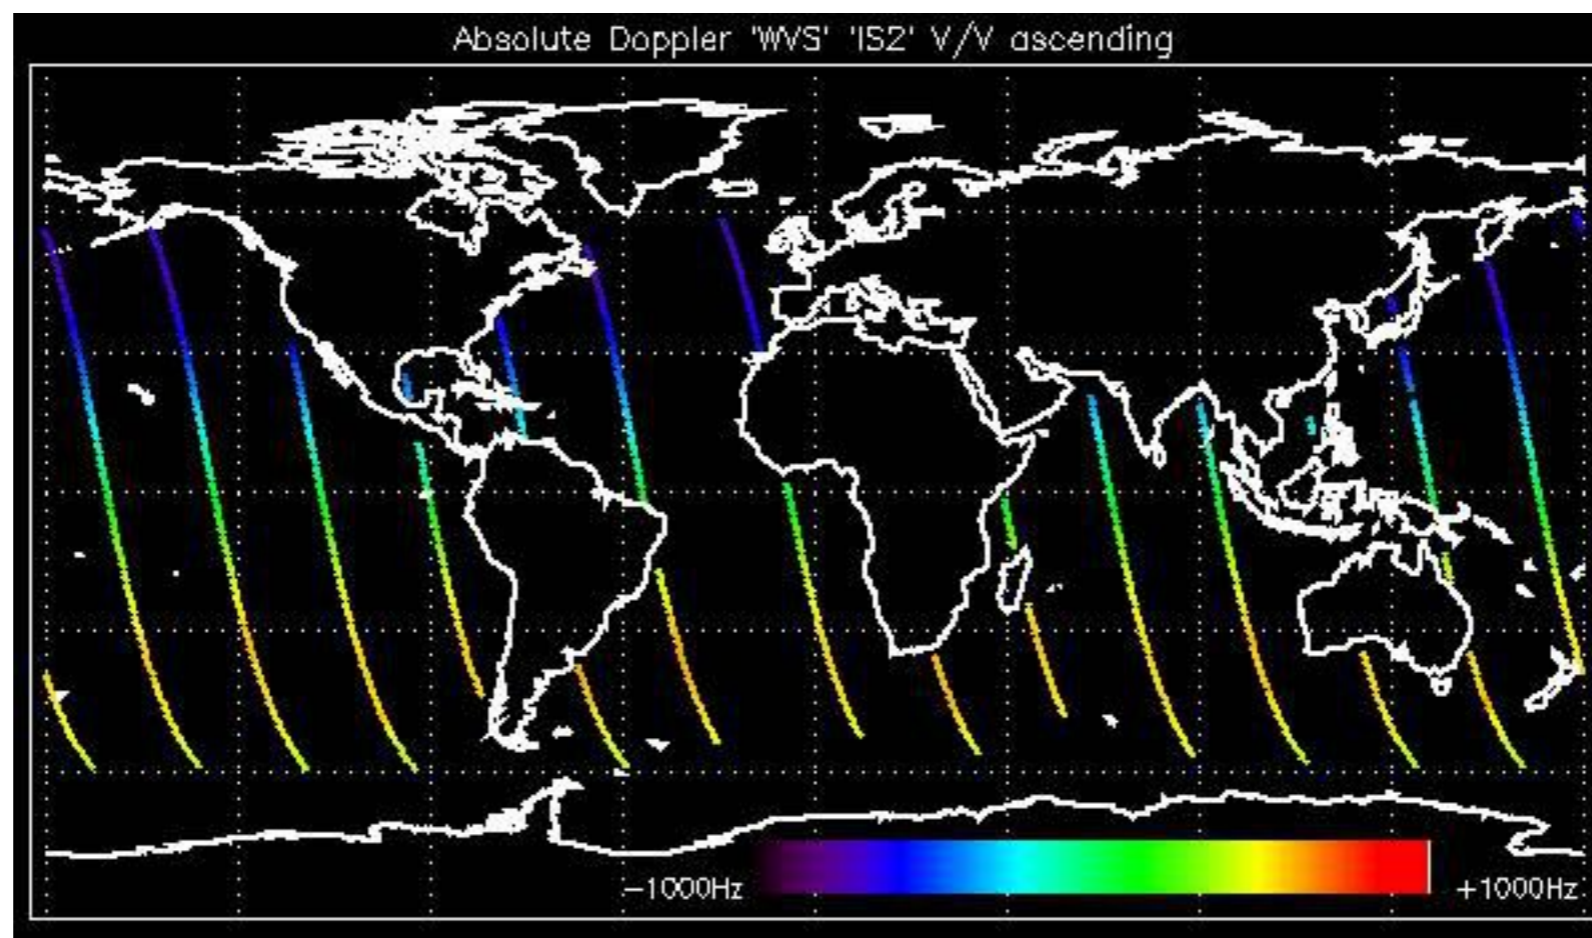 Absolute Doppler 'WVS' 'IS2' V/V ascending
−1000Hz
+1000Hz